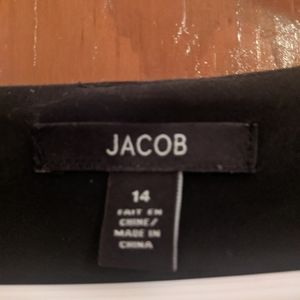 JACOB
14
FAIT EN
CHINE/
MADE IN
CHINA